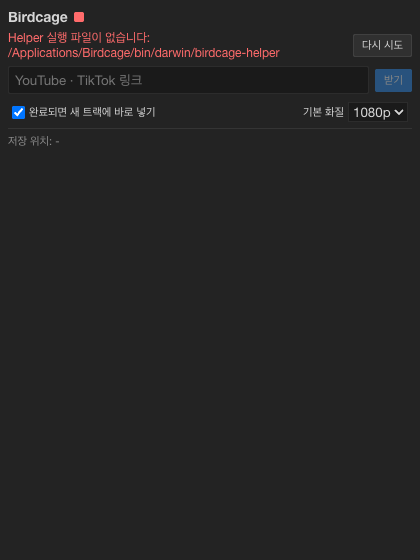 Birdcage
Helper 실행 파일이 없습니다:
/Applications/Birdcage/bin/darwin/birdcage-helper
다시 시도
YouTube · TikTok 링크
받기
완료되면 새 트랙에 바로 넣기
기본 화질
1080p
저장 위치: -